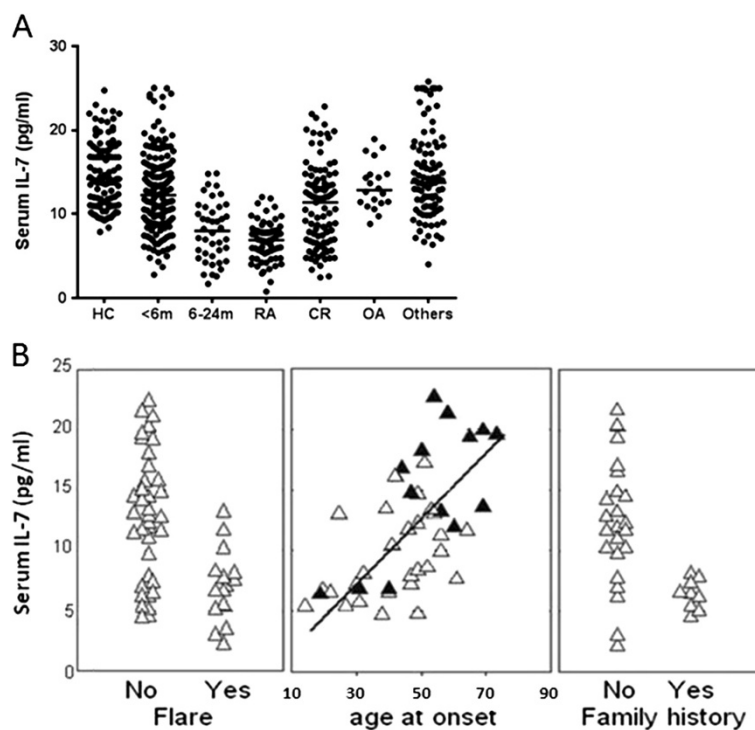 A
Serum IL-7 (pg/ml)
30
20
10
0
HC <6m 6-24m RA CR OA Others
B
Serum IL-7 (pg/ml)
25
20
15
10
5
0
No Yes
Flare
10 30 50 70 90
age at onset
No Yes
Family history